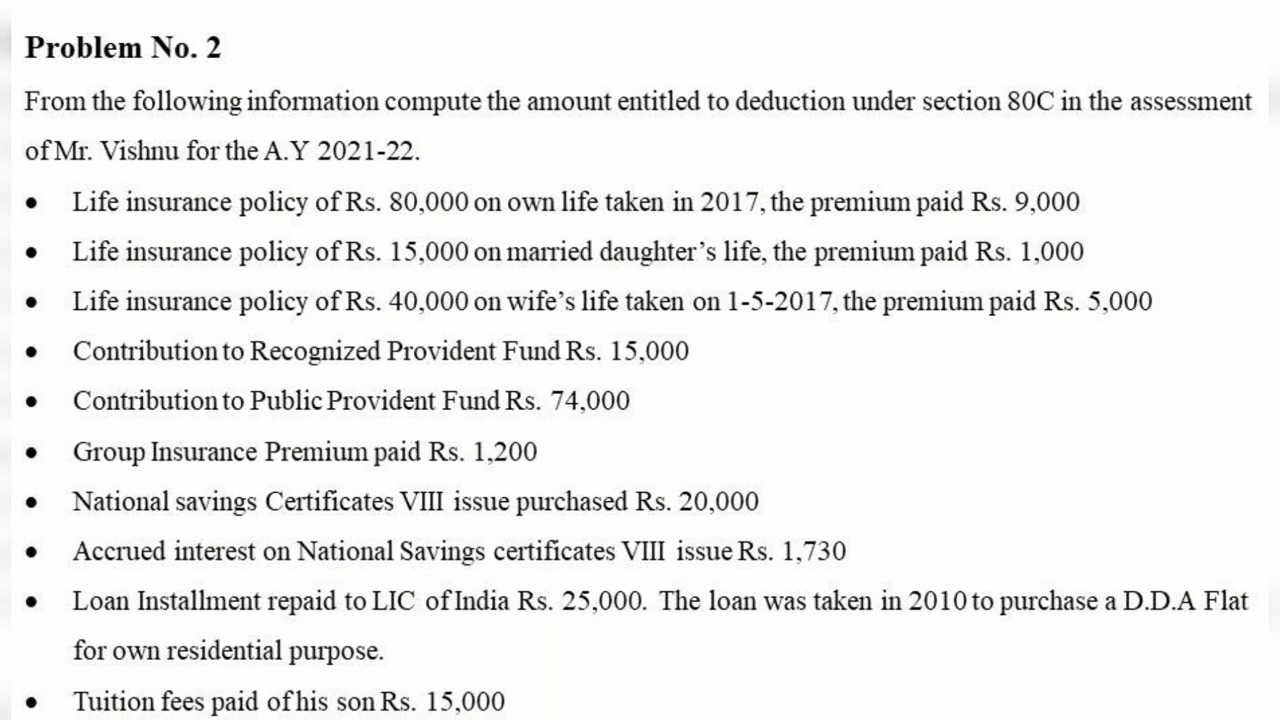 Problem No. 2
From the following information compute the amount entitled to deduction under section 80C in the assessment
of Mr. Vishnu for the A.Y 2021-22.
• Life insurance policy of Rs. 80,000 on own life taken in 2017, the premium paid Rs. 9,000
• Life insurance policy of Rs. 15,000 on married daughter’s life, the premium paid Rs. 1,000
• Life insurance policy of Rs. 40,000 on wife’s life taken on 1-5-2017, the premium paid Rs. 5,000
• Contribution to Recognized Provident Fund Rs. 15,000
• Contribution to Public Provident Fund Rs. 74,000
• Group Insurance Premium paid Rs. 1,200
• National savings Certificates VIII issue purchased Rs. 20,000
• Accrued interest on National Savings certificates VIII issue Rs. 1,730
• Loan Installment repaid to LIC of India Rs. 25,000. The loan was taken in 2010 to purchase a D.D.A Flat
for own residential purpose.
• Tuition fees paid of his son Rs. 15,000